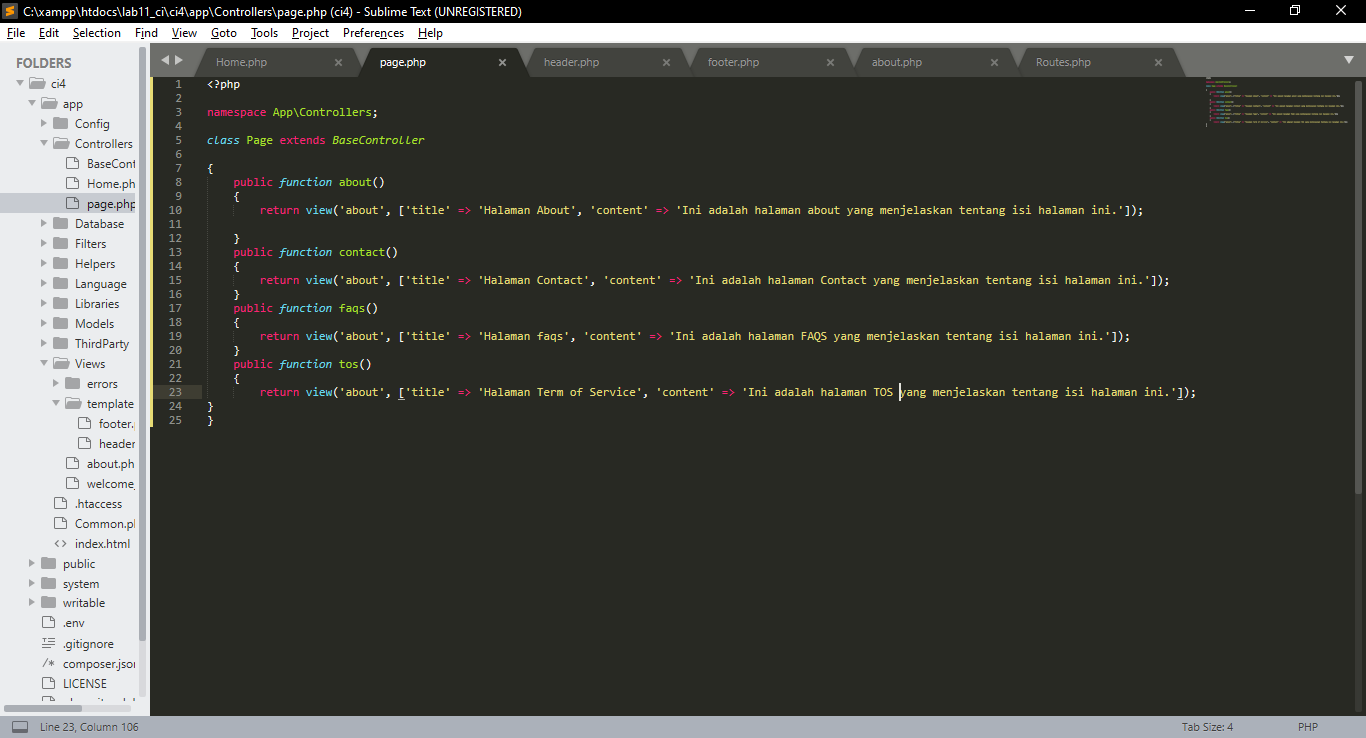 C:\xampp\htdocs\lab11_ci\ci4\app\Controllers\page.php (ci4) - Sublime Text (UNREGISTERED)
File Edit Selection Find View Goto Tools Project Preferences Help
FOLDERS
ci4
app
Config
Controllers
BaseCont
Home.ph
page.php
Database
Filters
Helpers
Language
Libraries
Models
ThirdParty
Views
errors
template
footer.
header
about.ph
welcome_
.htaccess
Common.p
index.html
public
system
writable
.env
.gitignore
composer.jso
LICENSE
Home.php page.php header.php footer.php about.php Routes.php
1 <?php
2
3 namespace App\Controllers;
4
5 class Page extends BaseController
6
7 {
8 public function about()
9 {
10 return view('about', ['title' => 'Halaman About', 'content' => 'Ini adalah halaman about yang menjelaskan tentang isi halaman ini.']);
11
12 }
13 public function contact()
14 {
15 return view('about', ['title' => 'Halaman Contact', 'content' => 'Ini adalah halaman Contact yang menjelaskan tentang isi halaman ini.']);
16 }
17 public function faqs()
18 {
19 return view('about', ['title' => 'Halaman faqs', 'content' => 'Ini adalah halaman FAQS yang menjelaskan tentang isi halaman ini.']);
20 }
21 public function tos()
22 {
23 return view('about', ['title' => 'Halaman Term of Service', 'content' => 'Ini adalah halaman TOS yang menjelaskan tentang isi halaman ini.']);
24 }
25 }
Line 23, Column 106
Tab Size: 4
PHP